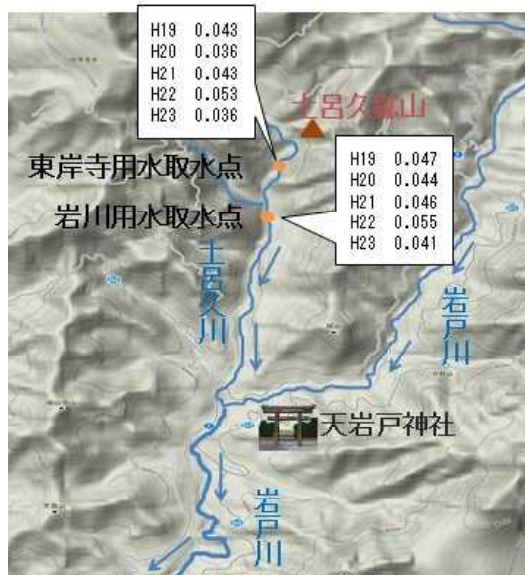 H19 0.043
H20 0.036
H21 0.043
H22 0.053
H23 0.036
土呂久鉱山
東岸寺用水取水点
H19 0.047
H20 0.044
H21 0.046
H22 0.055
H23 0.041
岩川用水取水点
土呂久川
岩戸川
天岩戸神社
岩戸川